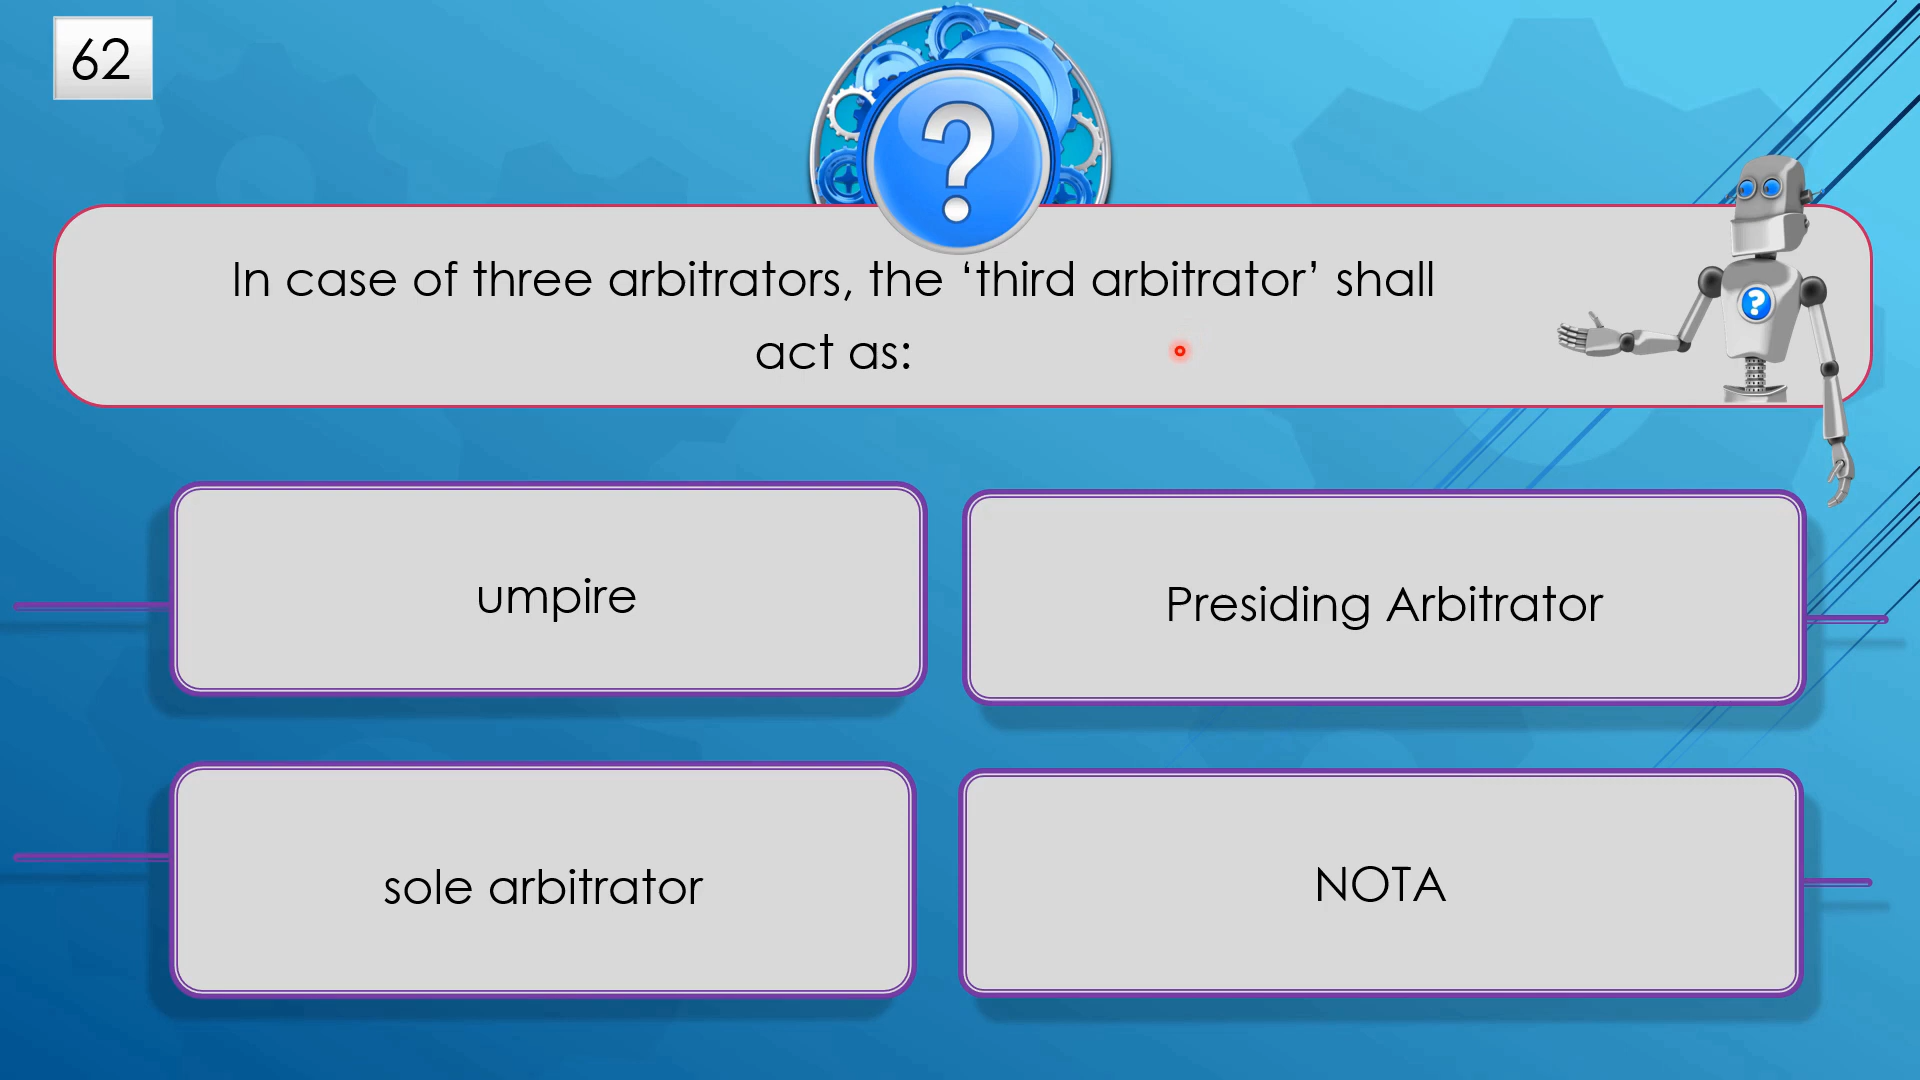 62
?
In case of three arbitrators, the ‘third arbitrator’ shall
act as:
?
umpire
Presiding Arbitrator
sole arbitrator
NOTA